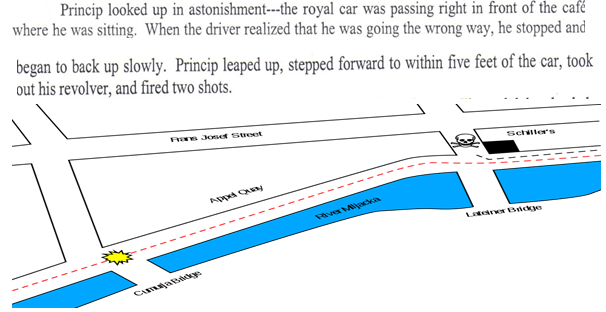 Princip looked up in astonishment---the royal car was passing right in front of the café
where he was sitting. When the driver realized that he was going the wrong way, he stopped and
began to back up slowly. Princip leaped up, stepped forward to within five feet of the car, took
out his revolver, and fired two shots.
Frans Josef Street
Schiller's
Appel Quay
River Miljacka
Lateiner Bridge
Cumurja Bridge